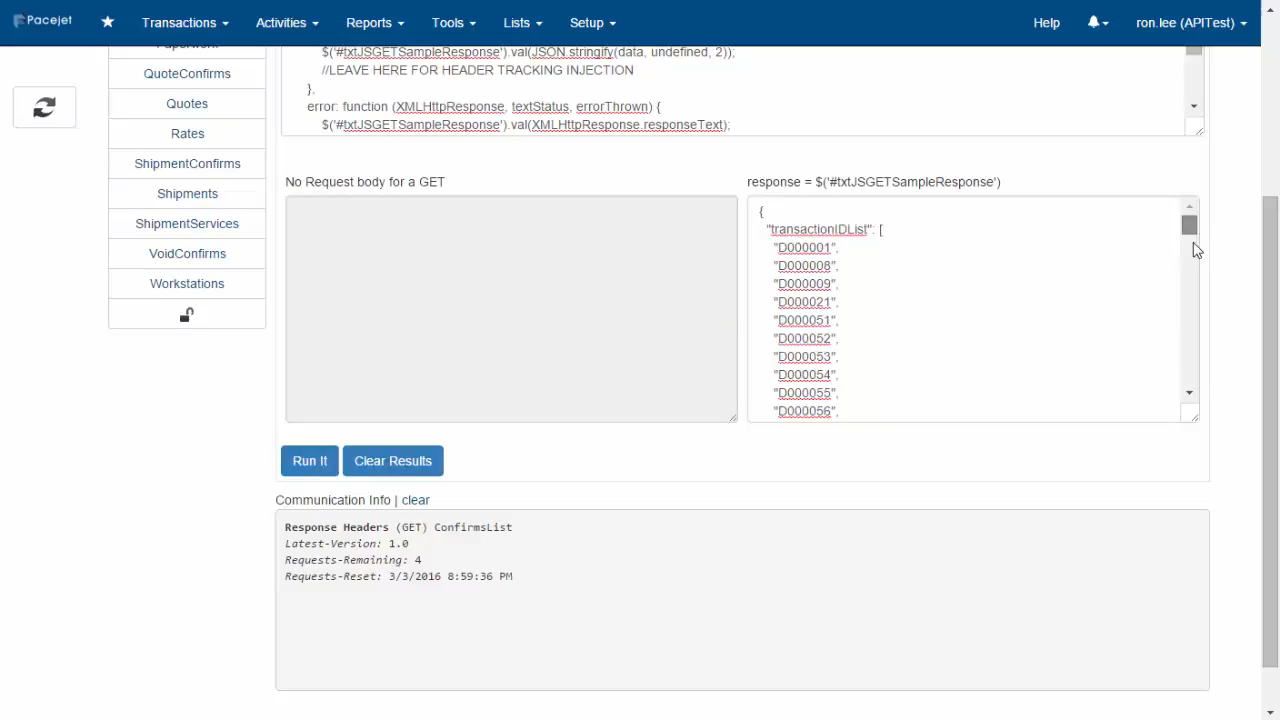 Pacejet
Transactions
Activities
Reports
Tools
Lists
Setup
Help
ron.lee (APITest)
Paperwork
QuoteConfirms
Quotes
Rates
ShipmentConfirms
Shipments
ShipmentServices
VoidConfirms
Workstations
$('#txtJSGETSampleResponse').val(JSON.stringify(data, undefined, 2));
//LEAVE HERE FOR HEADER TRACKING INJECTION
},
error: function (XMLHttpResponse, textStatus, errorThrown) {
$('#txtJSGETSampleResponse').val(XMLHttpResponse.responseText);
No Request body for a GET
response = $('#txtJSGETSampleResponse')
{
"transactionIDList": [
"D000001",
"D000008",
"D000009",
"D000021",
"D000051",
"D000052",
"D000053",
"D000054",
"D000055",
"D000056",
Run It
Clear Results
Communication Info | clear
Response Headers (GET) ConfirmsList
Latest-Version: 1.0
Requests-Remaining: 4
Requests-Reset: 3/3/2016 8:59:36 PM